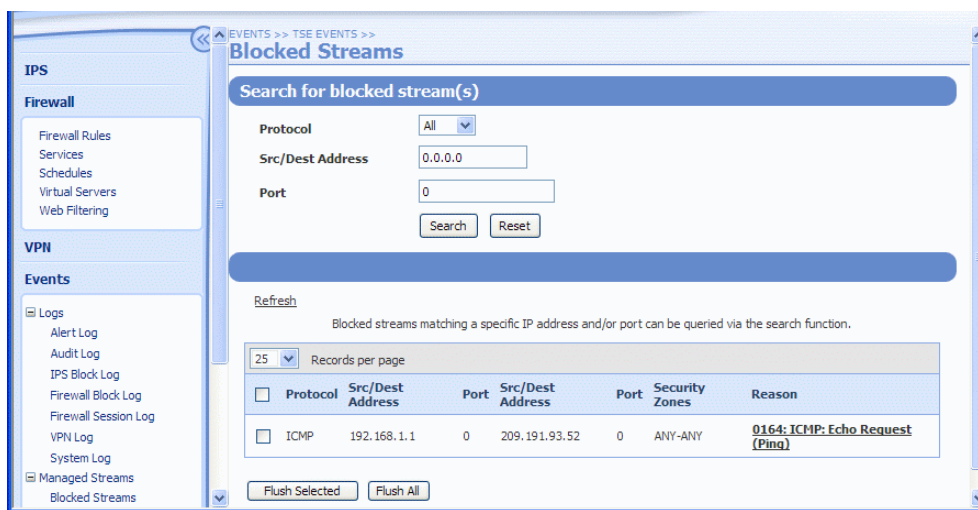 EVENTS >> TSE EVENTS >>
Blocked Streams
IPS
Firewall
Firewall Rules
Services
Schedules
Virtual Servers
Web Filtering
VPN
Events
Logs
Alert Log
Audit Log
IPS Block Log
Firewall Block Log
Firewall Session Log
VPN Log
System Log
Managed Streams
Blocked Streams
Search for blocked stream(s)
Protocol All
Src/Dest Address 0.0.0.0
Port 0
Search Reset
Refresh
Blocked streams matching a specific IP address and/or port can be queried via the search function.
25 Records per page
Protocol Src/Dest Address Port Src/Dest Address Port Security Zones Reason
ICMP 192.168.1.1 0 209.191.93.52 0 ANY-ANY 0164: ICMP: Echo Request (Ping)
Flush Selected Flush All